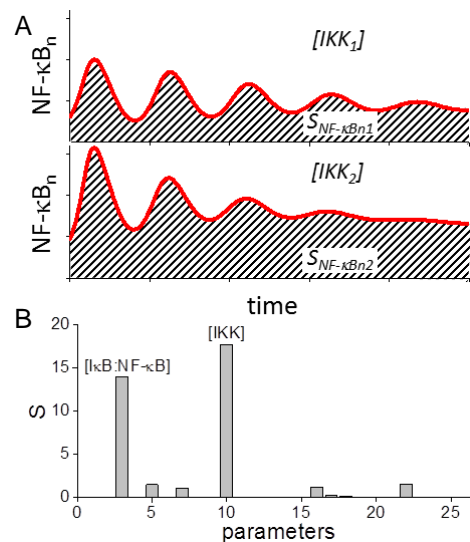 A
NF-κBn
[IKK1]
SNF-κBn1
NF-κBn
[IKK2]
SNF-κBn2
time
B
20
15
10
5
0
S
[IκB:NF-κB]
[IKK]
0 5 10 15 20 25
parameters